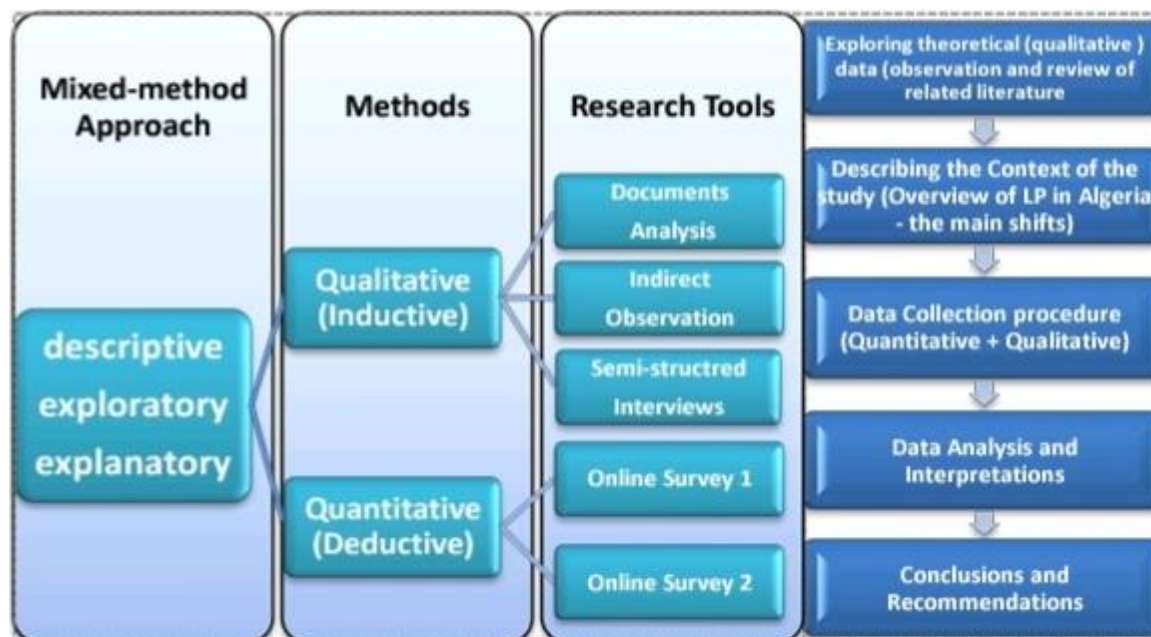 Mixed-method
Approach
descriptive
exploratory
explanatory
Methods
Qualitative
(Inductive)
Quantitative
(Deductive)
Research Tools
Documents
Analysis
Indirect
Observation
Semi-structred
Interviews
Online Survey 1
Online Survey 2
Exploring theoretical (qualitative )
data (observation and review of
related literature
Describing the Context of the
study (Overview of LP in Algeria
- the main shifts)
Data Collection procedure
(Quantitative + Qualitative)
Data Analysis and
Interpretations
Conclusions and
Recommendations